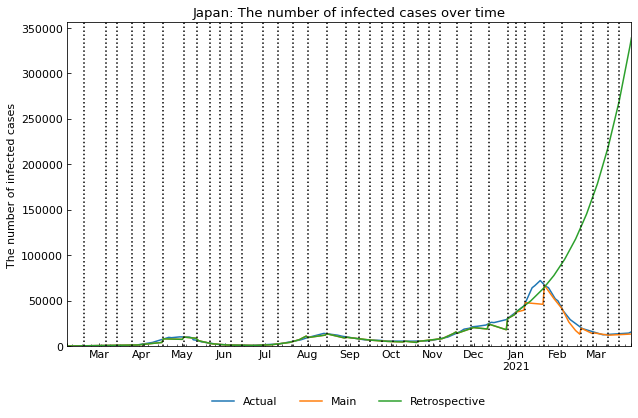 Japan: The number of infected cases over time
The number of infected cases
350000
300000
250000
200000
150000
100000
50000
0
Mar Apr May Jun Jul Aug Sep Oct Nov Dec Jan Feb Mar
2021
Actual Main Retrospective